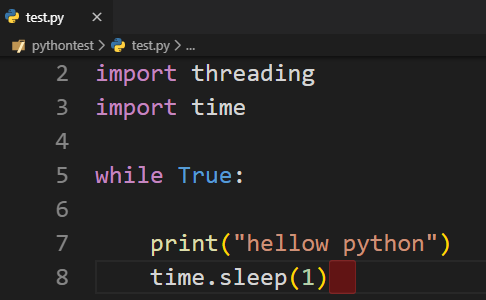 test.py ×
pythontest > test.py > ...
2 import threading
3 import time
4
5 while True:
6
7     print("hellow python")
8     time.sleep(1)